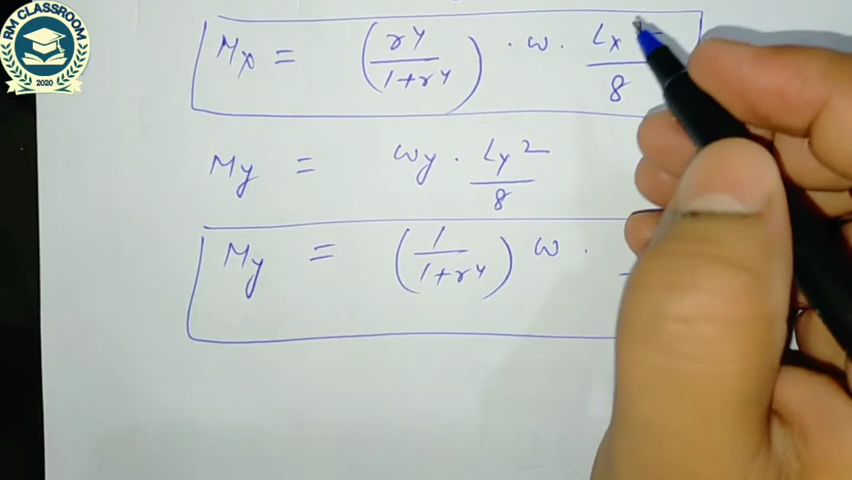 RM CLASSROOM
2020
Mx = (r⁴/1+r⁴) · w · Lx/8
My = wy · Ly²/8
My = (1/1+r⁴) w ·